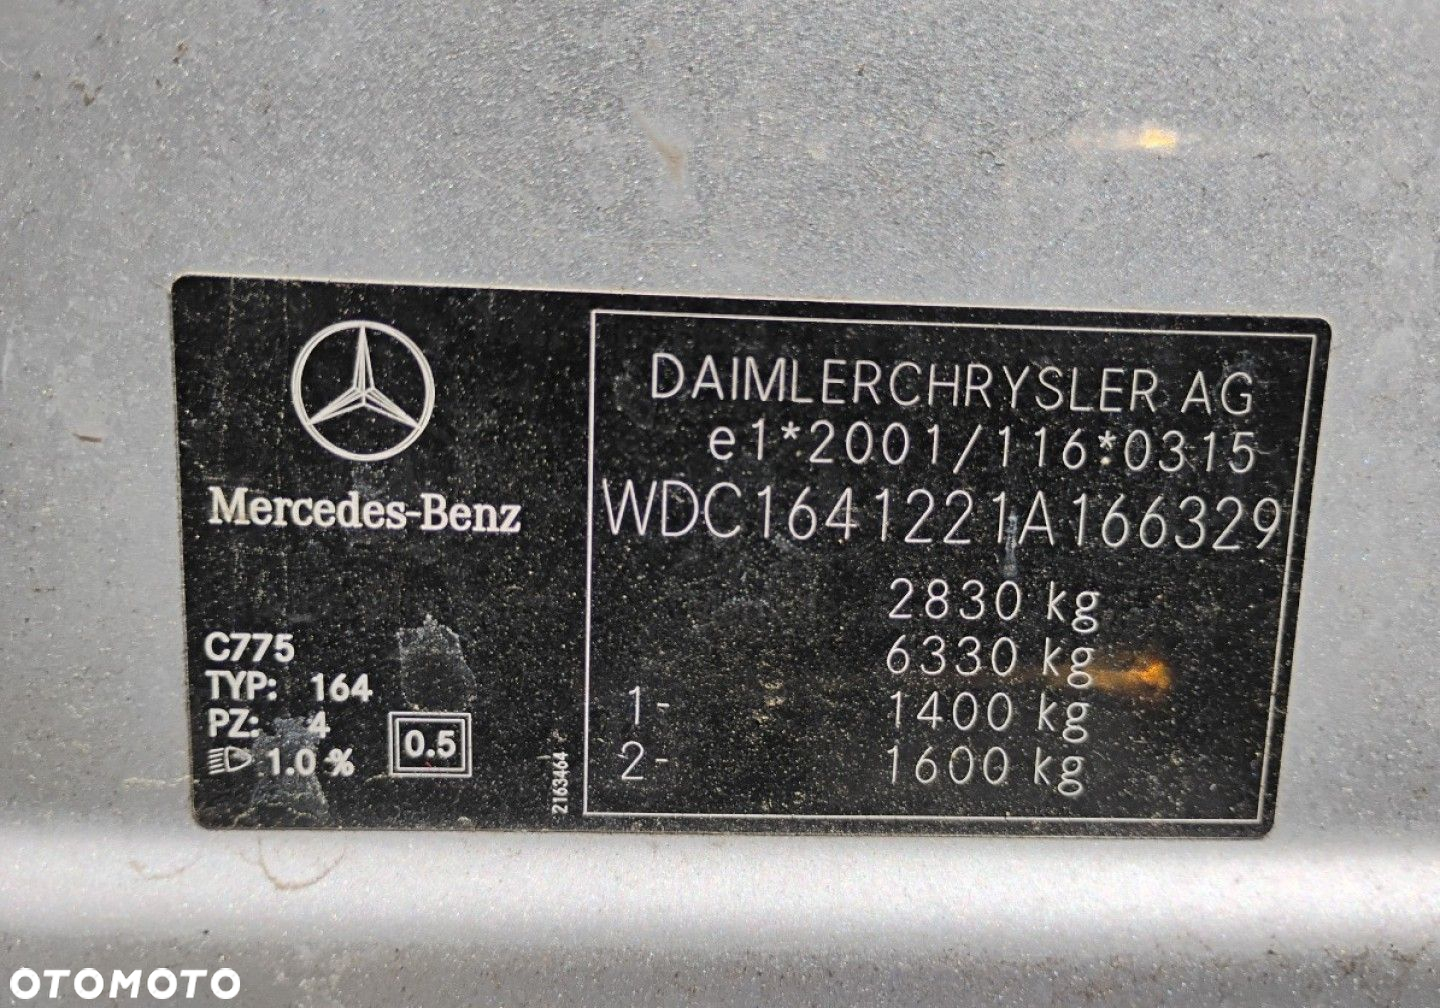 DAIMLERCHRYSLER AG
e1*2001/116*0315
WDC1641221A166329
2830 kg
6330 kg
1- 1400 kg
2- 1600 kg
Mercedes-Benz
C775
TYP: 164
PZ: 4
1.0 %
0.5
2163464
OTOMOTO